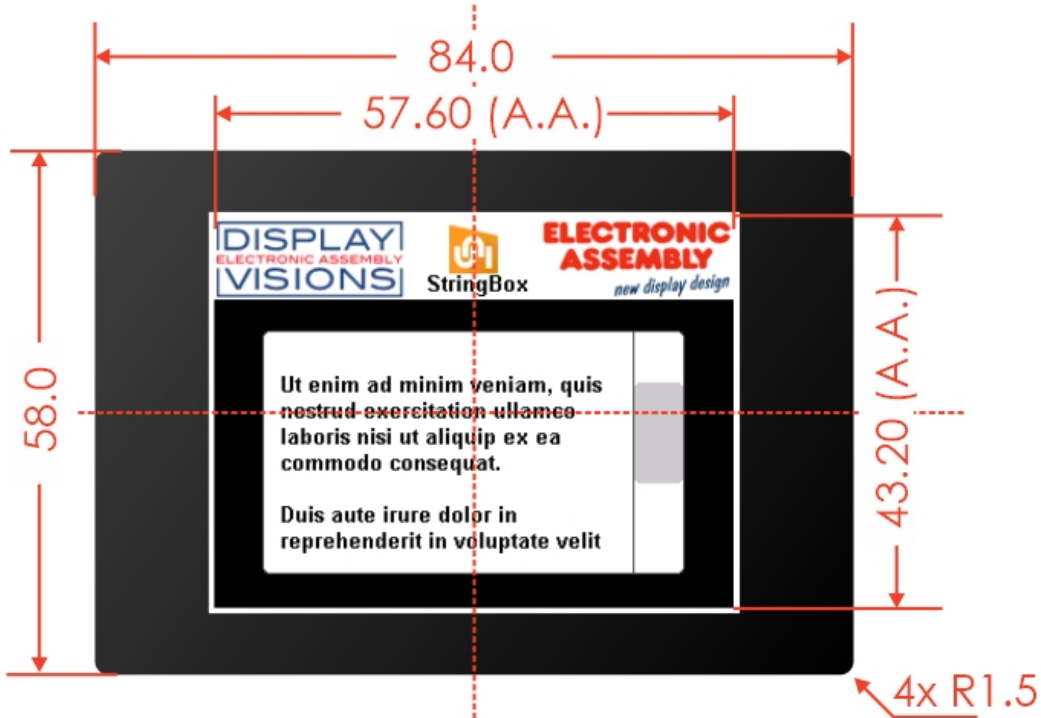 84.0
57.60 (A.A.)
DISPLAY
ELECTRONIC ASSEMBLY
VISIONS
StringBox
ELECTRONIC
ASSEMBLY
new display design
58.0
43.20 (A.A.)
Ut enim ad minim veniam, quis
nostrud exercitation ullamco
laboris nisi ut aliquip ex ea
commodo consequat.
Duis aute irure dolor in
reprehenderit in voluptate velit
4x R1.5